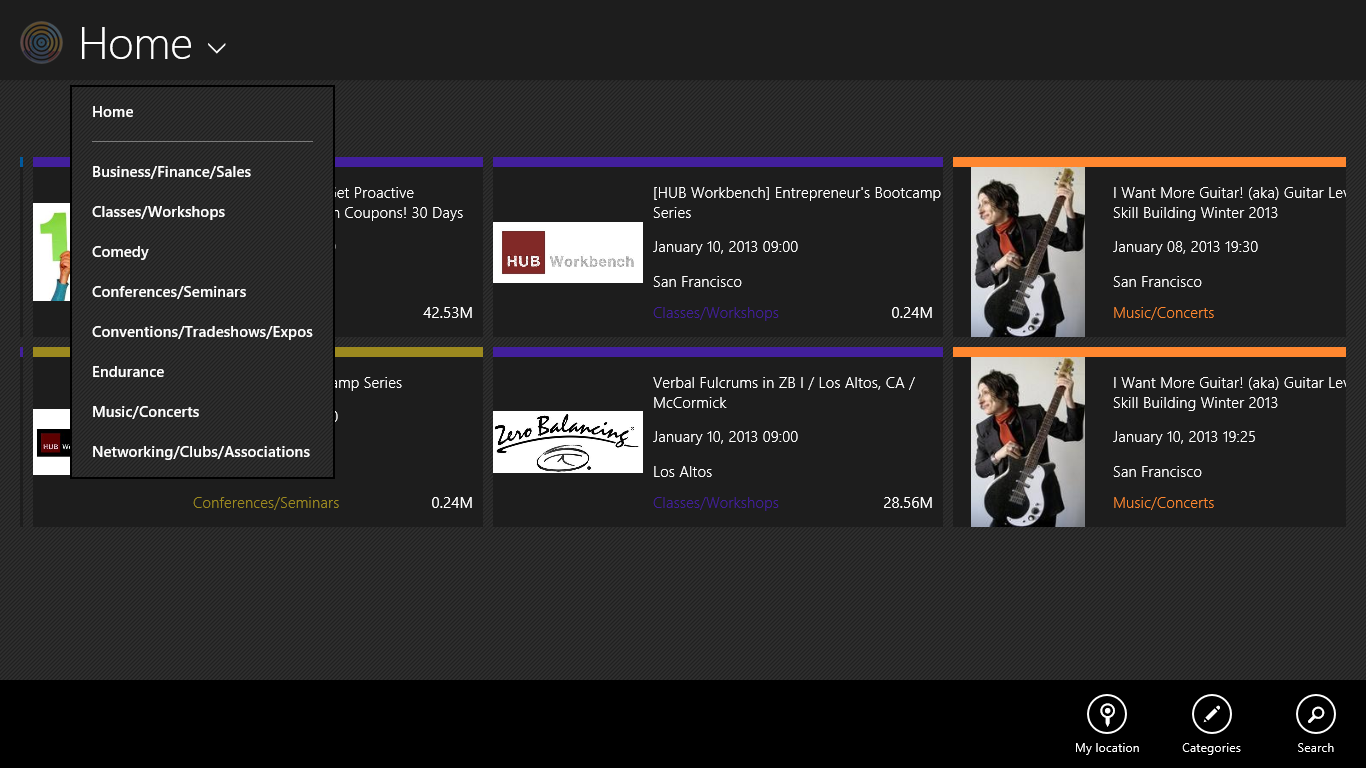 Home
Home
Business/Finance/Sales
Classes/Workshops
Comedy
Conferences/Seminars
Conventions/Tradeshows/Expos
Endurance
Music/Concerts
Networking/Clubs/Associations
Proactive
Coupons! 30 Days
42.53M
[HUB Workbench] Entrepreneur's Bootcamp
Series
January 10, 2013 09:00
San Francisco
Classes/Workshops 0.24M
HUB Workbench
I Want More Guitar! (aka) Guitar
Skill Building Winter 2013
January 08, 2013 19:30
San Francisco
Music/Concerts
Series
HUB
Conferences/Seminars 0.24M
Verbal Fulcrums in ZB I / Los Altos, CA /
McCormick
January 10, 2013 09:00
Los Altos
Classes/Workshops 28.56M
Zero Balancing
I Want More Guitar! (aka) Guitar
Skill Building Winter 2013
January 10, 2013 19:25
San Francisco
Music/Concerts
My location
Categories
Search